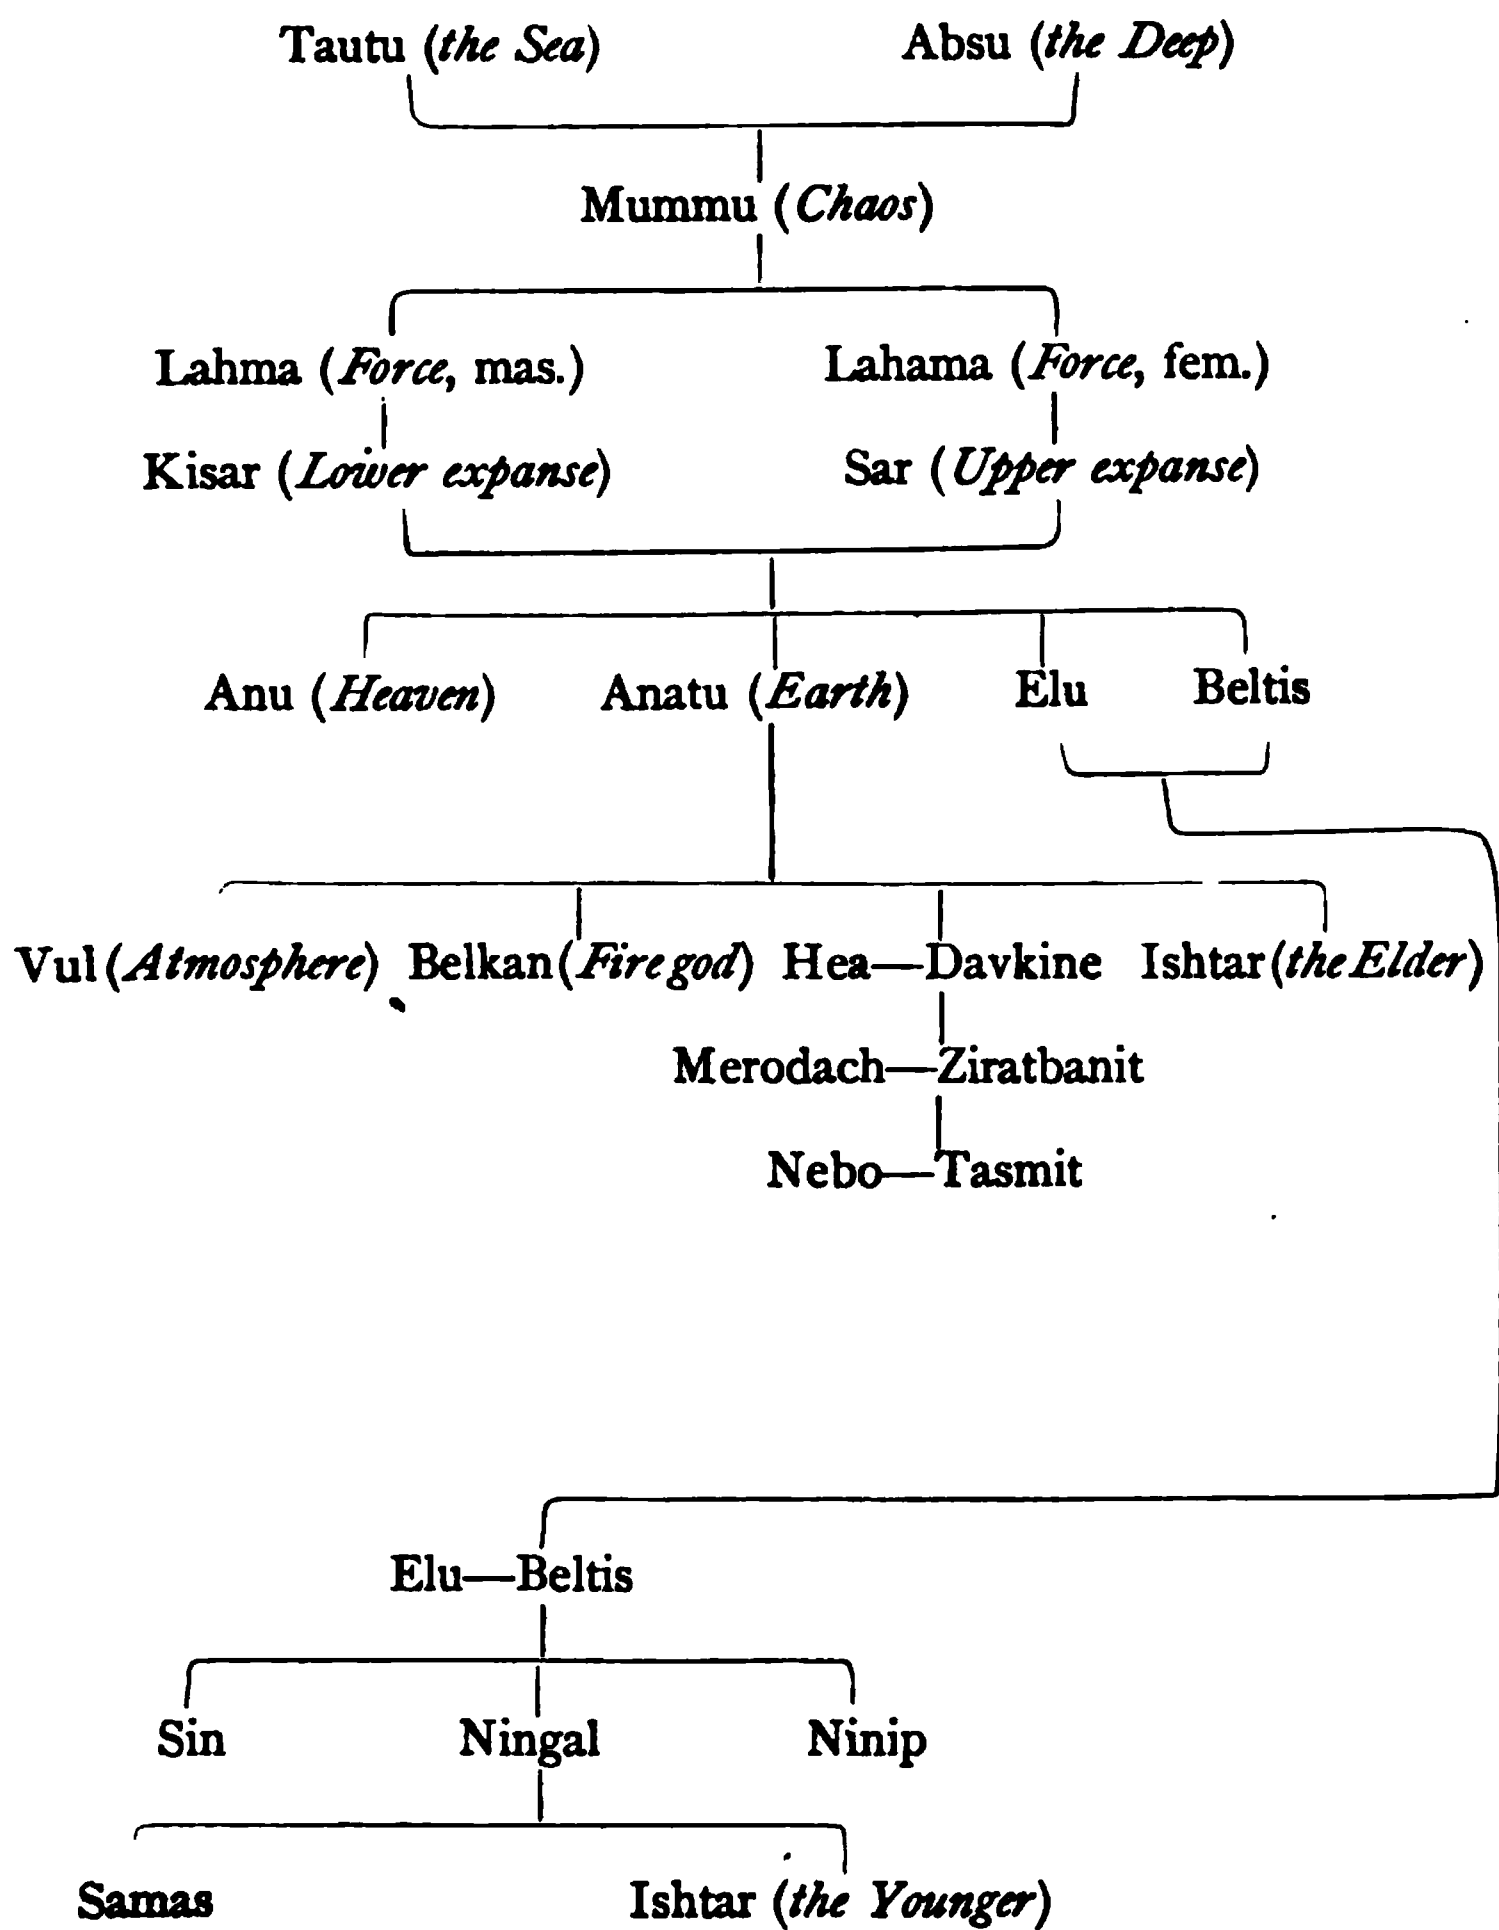 Tautu (the Sea) Absu (the Deep)
Mummu (Chaos)
Lahma (Force, mas.) Lahama (Force, fem.)
Kisar (Lower expanse) Sar (Upper expanse)
Anu (Heaven) Anatu (Earth) Elu Beltis
Vul (Atmosphere) Belkan (Fire god) Hea—Davkine Ishtar (the Elder)
Merodach—Ziratbanit
Nebo—Tasmit
Elu—Beltis
Sin Ningal Ninip
Samas Ishtar (the Younger)